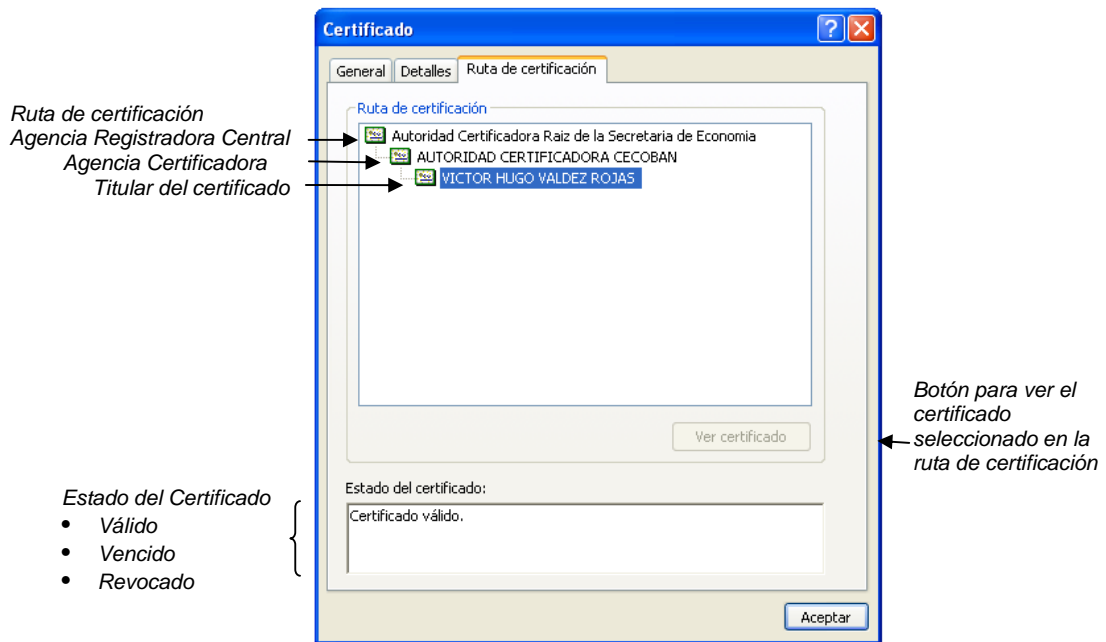 Certificado
General Detalles Ruta de certificación
Ruta de certificación
Ruta de certificación
Agencia Registradora Central
Agencia Certificadora
Titular del certificado
Autoridad Certificadora Raiz de la Secretaria de Economia
AUTORIDAD CERTIFICADORA CECOBAN
VICTOR HUGO VALDEZ ROJAS
Ver certificado
Botón para ver el
certificado
seleccionado en la
ruta de certificación
Estado del Certificado
• Válido
• Vencido
• Revocado
Estado del certificado:
Certificado válido.
Aceptar